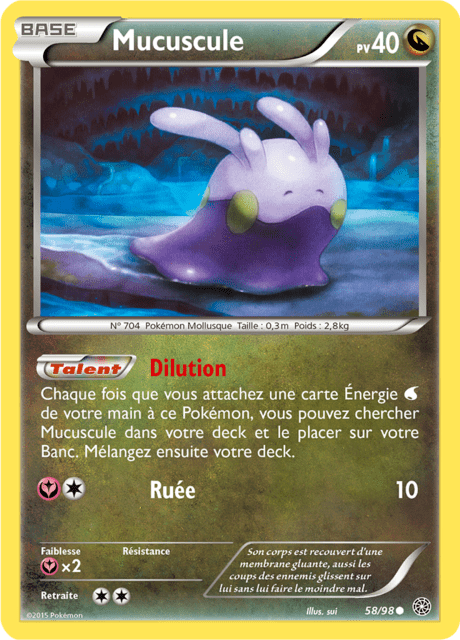 BASE
Mucuscule
PV40
N° 704 Pokémon Mollusque Taille : 0,3 m Poids : 2,8 kg
Talent Dilution
Chaque fois que vous attachez une carte Énergie
de votre main à ce Pokémon, vous pouvez chercher
Mucuscule dans votre deck et le placer sur votre
Banc. Mélangez ensuite votre deck.
Ruée 10
Faiblesse Résistance
×2
Retraite
Son corps est recouvert d'une
membrane gluante, aussi les
coups des ennemis glissent sur
lui sans lui faire le moindre mal.
©2015 Pokémon
Illus. sui 58/98